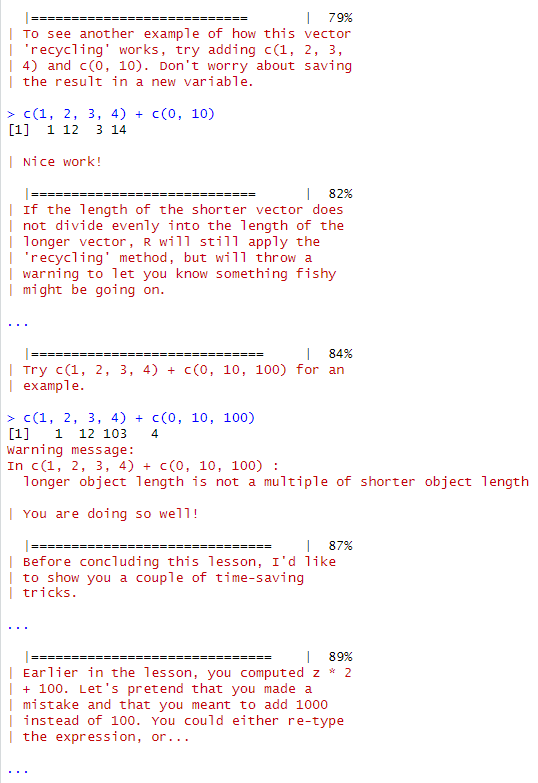 |===========================       |  79%
| To see another example of how this vector
| 'recycling' works, try adding c(1, 2, 3,
| 4) and c(0, 10). Don't worry about saving
| the result in a new variable.
> c(1, 2, 3, 4) + c(0, 10)
[1]  1 12  3 14
| Nice work!
|============================      |  82%
| If the length of the shorter vector does
| not divide evenly into the length of the
| longer vector, R will still apply the
| 'recycling' method, but will throw a
| warning to let you know something fishy
| might be going on.
...
|=============================     |  84%
| Try c(1, 2, 3, 4) + c(0, 10, 100) for an
| example.
> c(1, 2, 3, 4) + c(0, 10, 100)
[1]   1  12 103   4
Warning message:
In c(1, 2, 3, 4) + c(0, 10, 100) :
longer object length is not a multiple of shorter object length
| You are doing so well!
|==============================    |  87%
| Before concluding this lesson, I'd like
| to show you a couple of time-saving
| tricks.
...
|==============================    |  89%
| Earlier in the lesson, you computed z * 2
| + 100. Let's pretend that you made a
| mistake and that you meant to add 1000
| instead of 100. You could either re-type
| the expression, or...
...